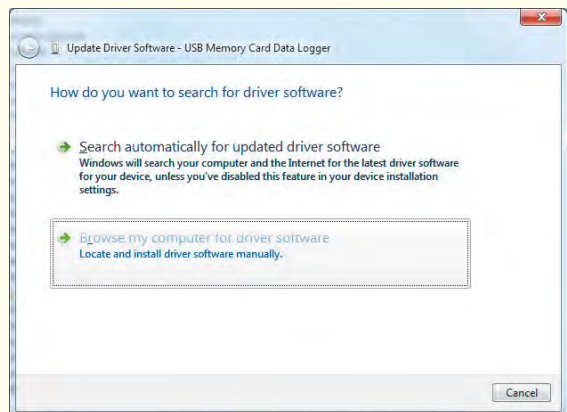 Update Driver Software - USB Memory Card Data Logger
How do you want to search for driver software?
Search automatically for updated driver software
Windows will search your computer and the Internet for the latest driver software
for your device, unless you've disabled this feature in your device installation
settings.
Browse my computer for driver software
Locate and install driver software manually.
Cancel